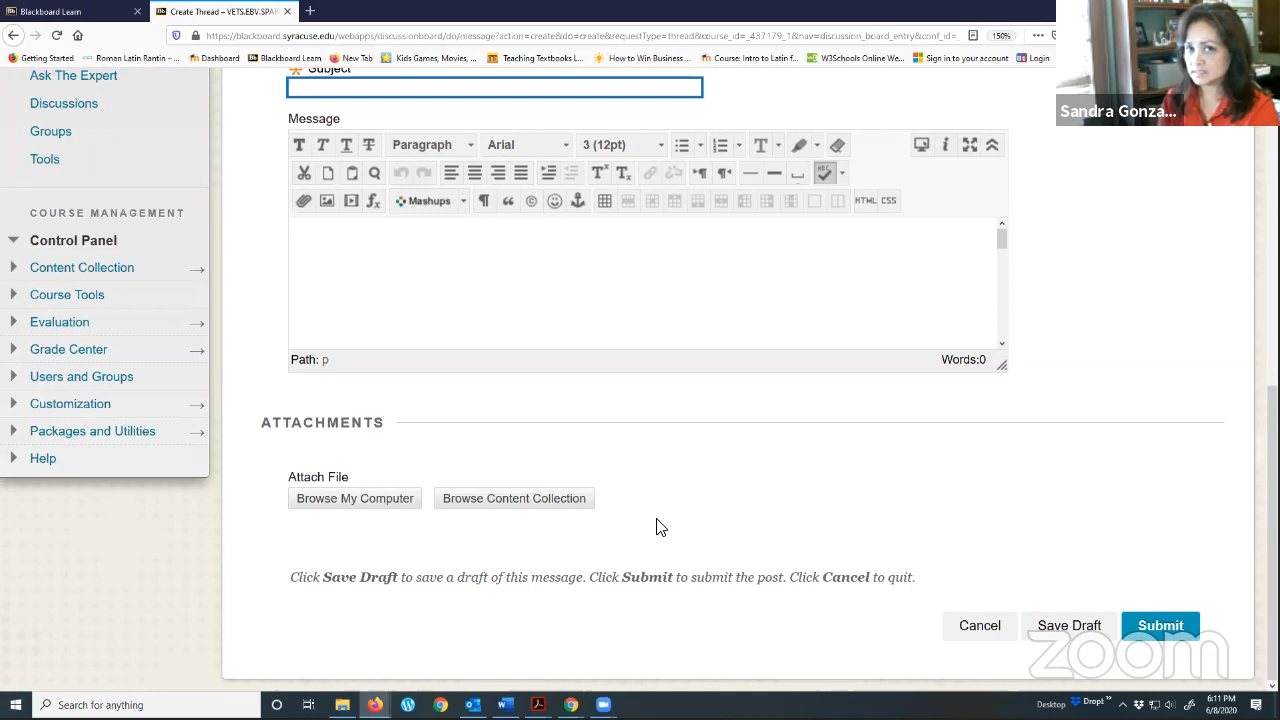 Blackboard Learn
Create Thread – VETS.EBV.SPAR
https://blackboard.syracuse.edu/webapps/discussionboard/do/message?action=create&do=create&requestType=thread&course_id=_437179_1&nav=discussion_board_entry&conf_id=_
150%
Getting Started
Roman Latin Rantin –
Dashboard
Blackboard Learn
New Tab
Kids Games, Movies,
Teaching Textbooks L...
How to Win Business ...
Course: Intro to Latin f...
W3Schools Online We...
Sign in to your account
Login
Sandra Gonza...
Ask The Expert
Discussions
Groups
Tools
COURSE MANAGEMENT
Control Panel
Content Collection
Course Tools
Evaluation
Grade Center
Users and Groups
Customization
Packages and Utilities
Help
Subject
Message
T T T T Paragraph Arial 3 (12pt)
Mashups
HTML CSS
Path: p
Words:0
ATTACHMENTS
Attach File
Browse My Computer
Browse Content Collection
Click Save Draft to save a draft of this message. Click Submit to submit the post. Click Cancel to quit.
Cancel
Save Draft
Submit
zoom
Search for anything
Desktop
Dropt
6:11 PM
6/8/2020